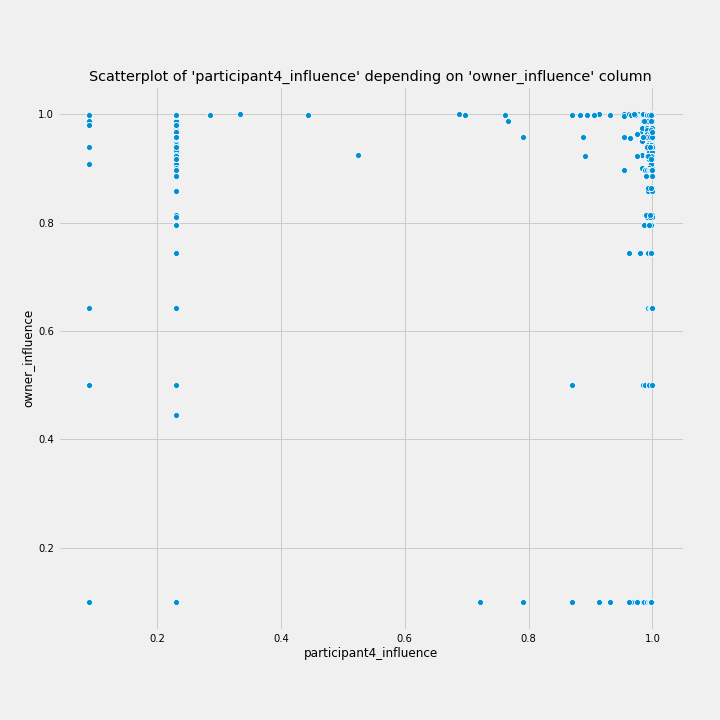 Scatterplot of 'participant4_influence' depending on 'owner_influence' column
owner_influence
1.0
0.8
0.6
0.4
0.2
0.2 0.4 0.6 0.8 1.0
participant4_influence